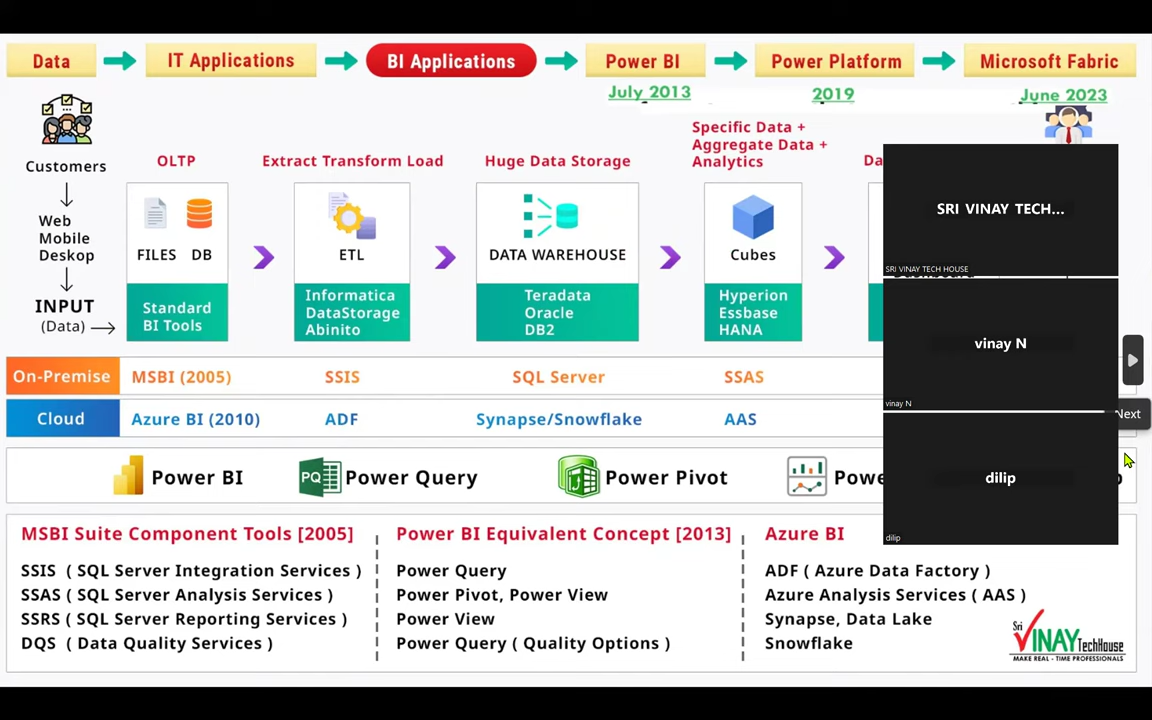 Data
IT Applications
BI Applications
Power BI
Power Platform
Microsoft Fabric
July 2013
2019
June 2023
Customers
Web
Mobile
Deskop
INPUT
(Data)
OLTP
FILES DB
Standard
BI Tools
Extract Transform Load
ETL
Informatica
DataStorage
Abinito
Huge Data Storage
DATA WAREHOUSE
Teradata
Oracle
DB2
Specific Data +
Aggregate Data +
Analytics
Cubes
Hyperion
Essbase
HANA
Da
SRI VINAY TECH...
SRI VINAY TECH HOUSE
vinay N
vinay N
dilip
dilip
Next
On-Premise MSBI (2005) SSIS SQL Server SSAS
Cloud Azure BI (2010) ADF Synapse/Snowflake AAS
Power BI
PQ Power Query
Power Pivot
Powe
MSBI Suite Component Tools [2005]
SSIS ( SQL Server Integration Services )
SSAS ( SQL Server Analysis Services )
SSRS ( SQL Server Reporting Services )
DQS ( Data Quality Services )
Power BI Equivalent Concept [2013]
Power Query
Power Pivot, Power View
Power View
Power Query ( Quality Options )
Azure BI
ADF ( Azure Data Factory )
Azure Analysis Services ( AAS )
Synapse, Data Lake
Snowflake
Sri
VINAY TechHouse
MAKE REAL - TIME PROFESSIONALS